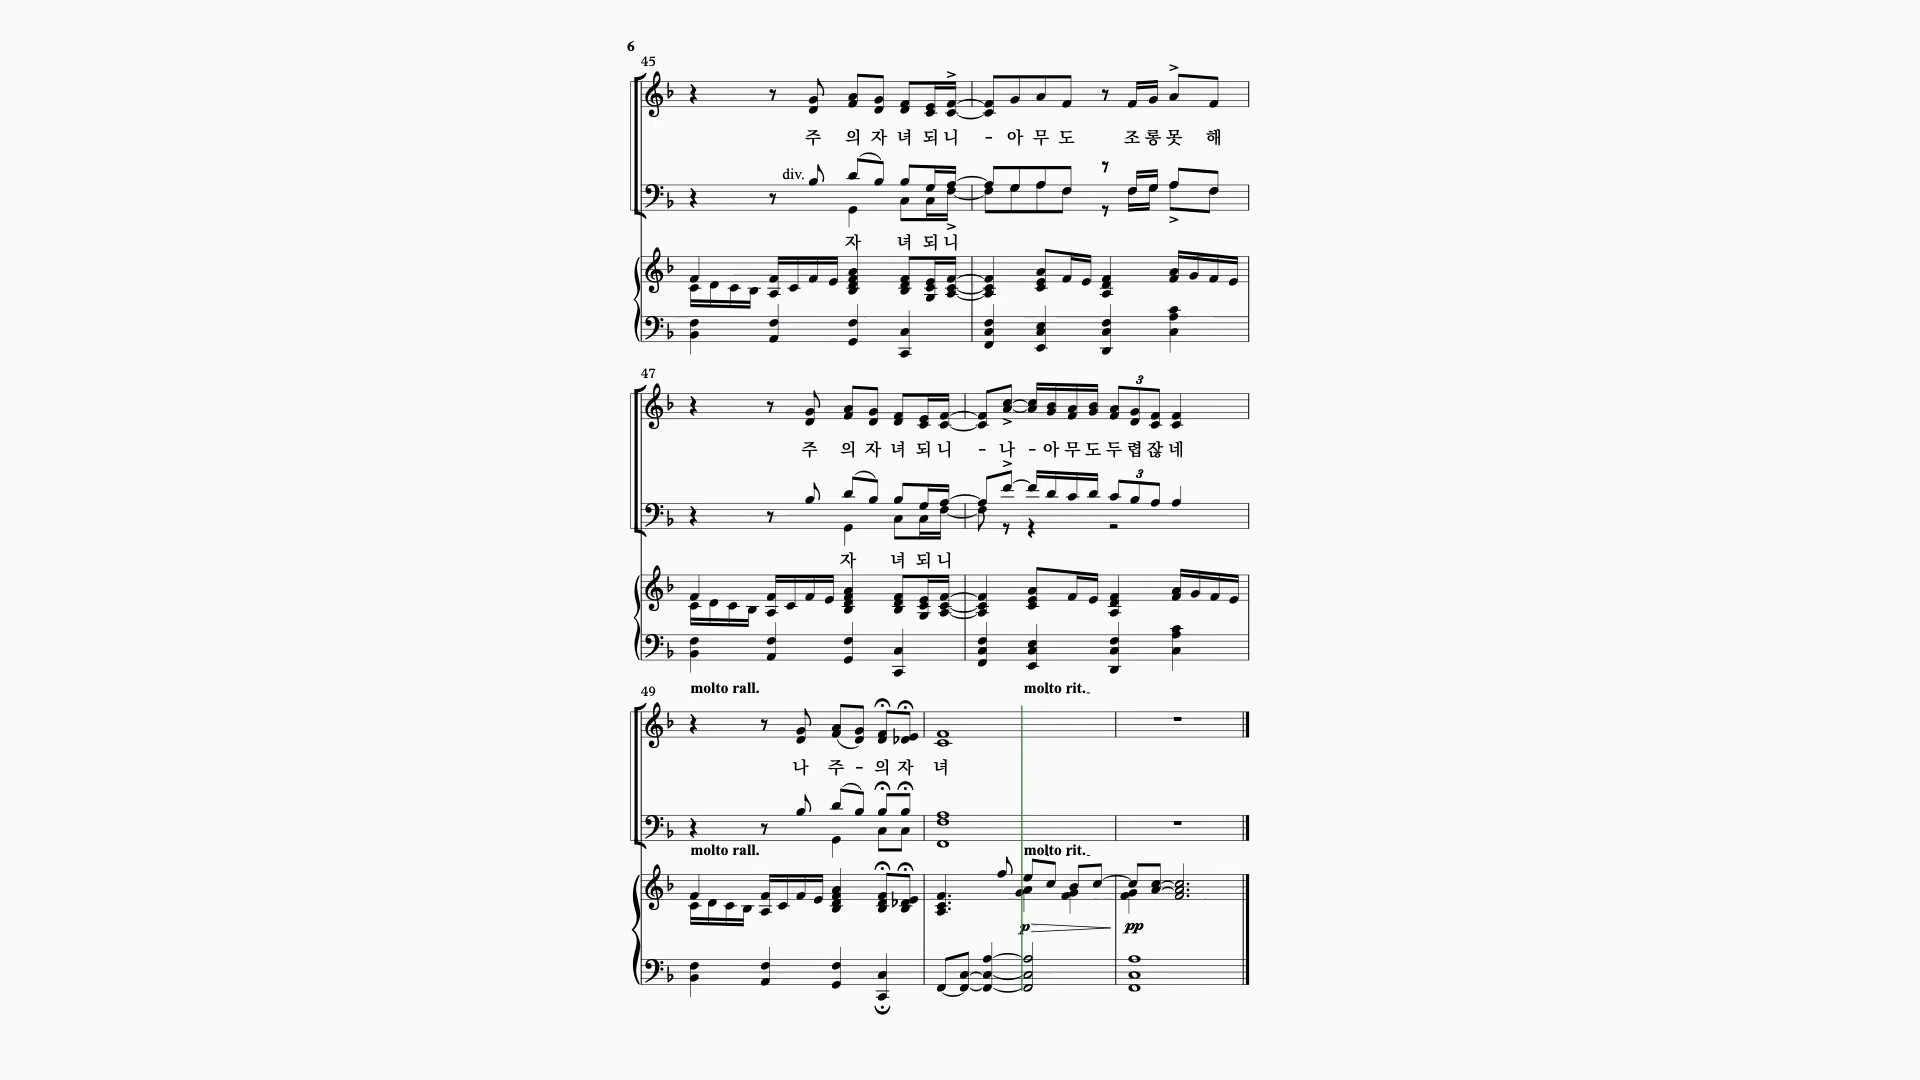 6
45
주 의 자 녀 되 니 - 아 무 도 조 롱 못 해
div.
자 녀 되 니
47
3
주 의 자 녀 되 니 - 나 - 아 무 도 두 렵 잖 네
3
자 녀 되 니
molto rall. molto rit.
49
나 주 - 의 자 녀
molto rall. molto rit.
p pp